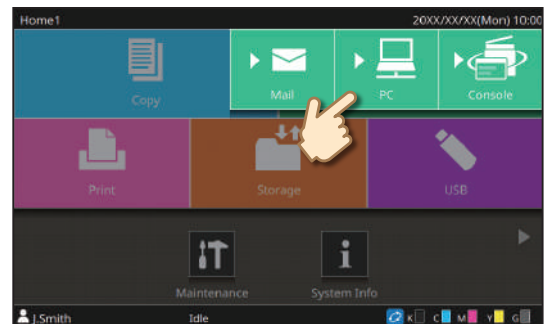 Home1 20XX/XX/XX(Mon) 10:00
Copy Mail PC Console
Print Storage USB
Maintenance System Info
J.Smith Idle K C M Y G